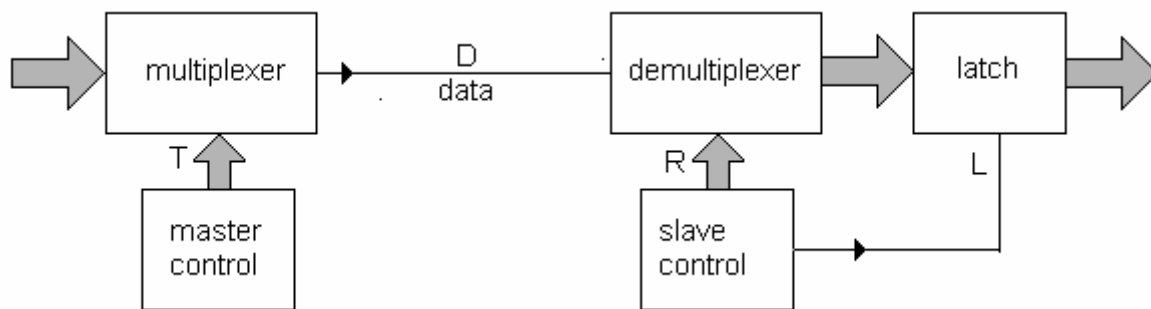 multiplexer
D
data
demultiplexer
latch
T
master
control
R
slave
control
L